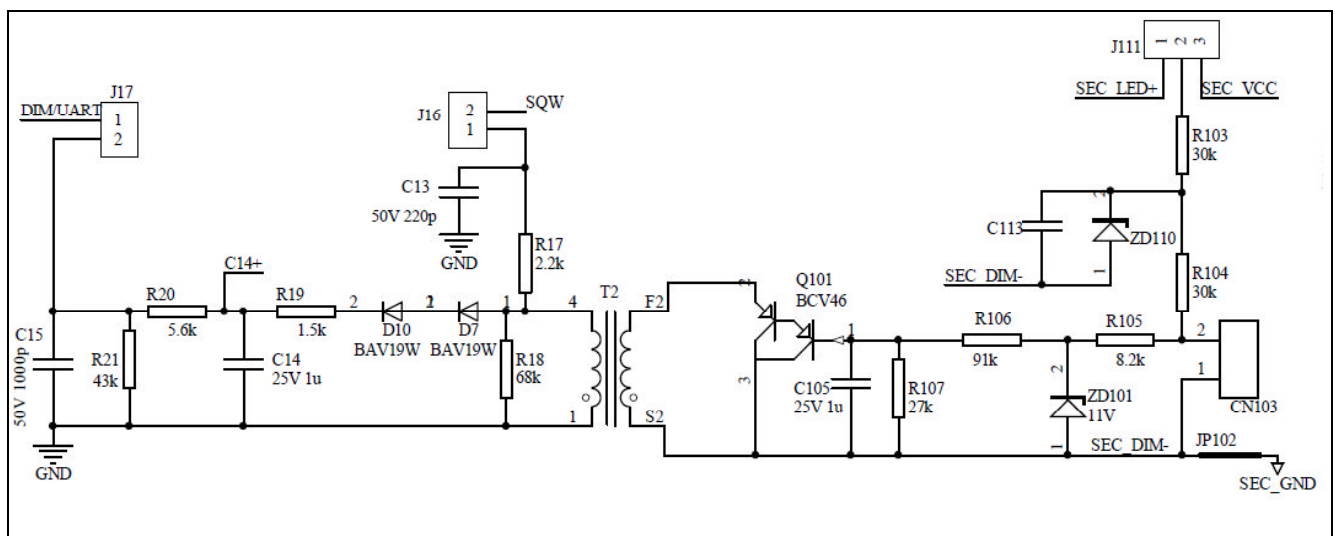 J111
1 2 3
SEC_LED+
SEC_VCC
J17
DIM/UART
1
2
J16
2
1
SQW
R103
30k
C13
50V 220p
GND
R17
2.2k
C113
2
ZD110
1
SEC_DIM-
R104
30k
C14+
R20
5.6k
R19
1.5k
2
D10
BAV19W
D7
BAV19W
1
4
T2
F2
2
Q101
BCV46
1
3
R106
91k
R105
8.2k
2
1
CN103
C15
50V 1000p
R21
43k
C14
25V 1u
R18
68k
C105
25V 1u
R107
27k
2
ZD101
11V
1
1
S2
GND
SEC_DIM-
JP102
SEC_GND